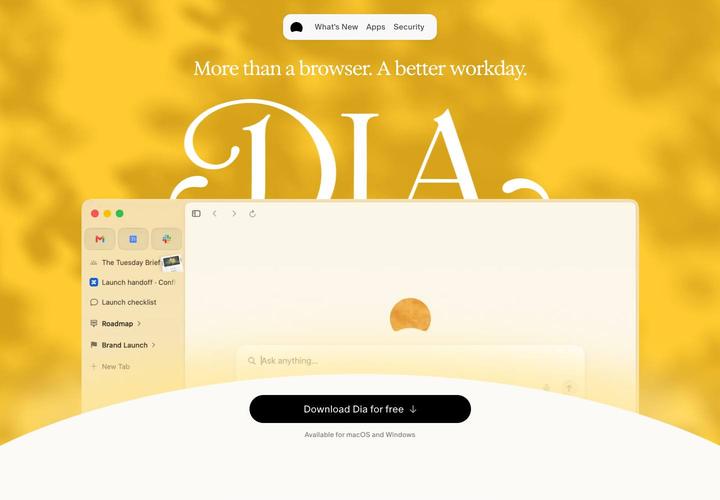 What's New Apps Security
More than a browser. A better workday.
DIA
The Tuesday Brief
Launch handoff · Conf
Launch checklist
Roadmap
Brand Launch
New Tab
Ask anything...
Download Dia for free
Available for macOS and Windows